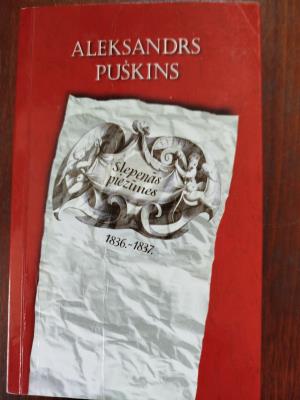 ALEKSANDRS
PUŠKINS
Slepenās
piezīmes
1836.-1837.